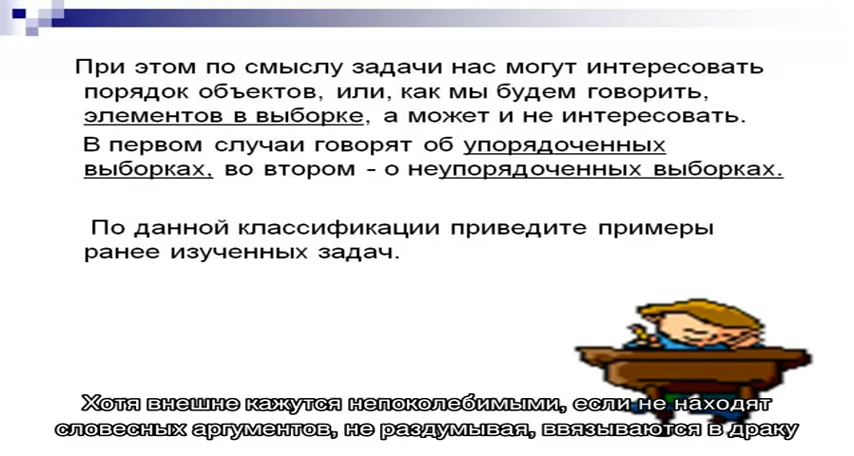 При этом по смыслу задачи нас могут интересовать
порядок объектов, или, как мы будем говорить,
элементов в выборке, а может и не интересовать.
В первом случаи говорят об упорядоченных
выборках, во втором - о неупорядоченных выборках.
По данной классификации приведите примеры
ранее изученных задач.
Хотя внешне кажутся непоколебимыми, если не находят
словесных аргументов, не раздумывая, ввязываются в драку